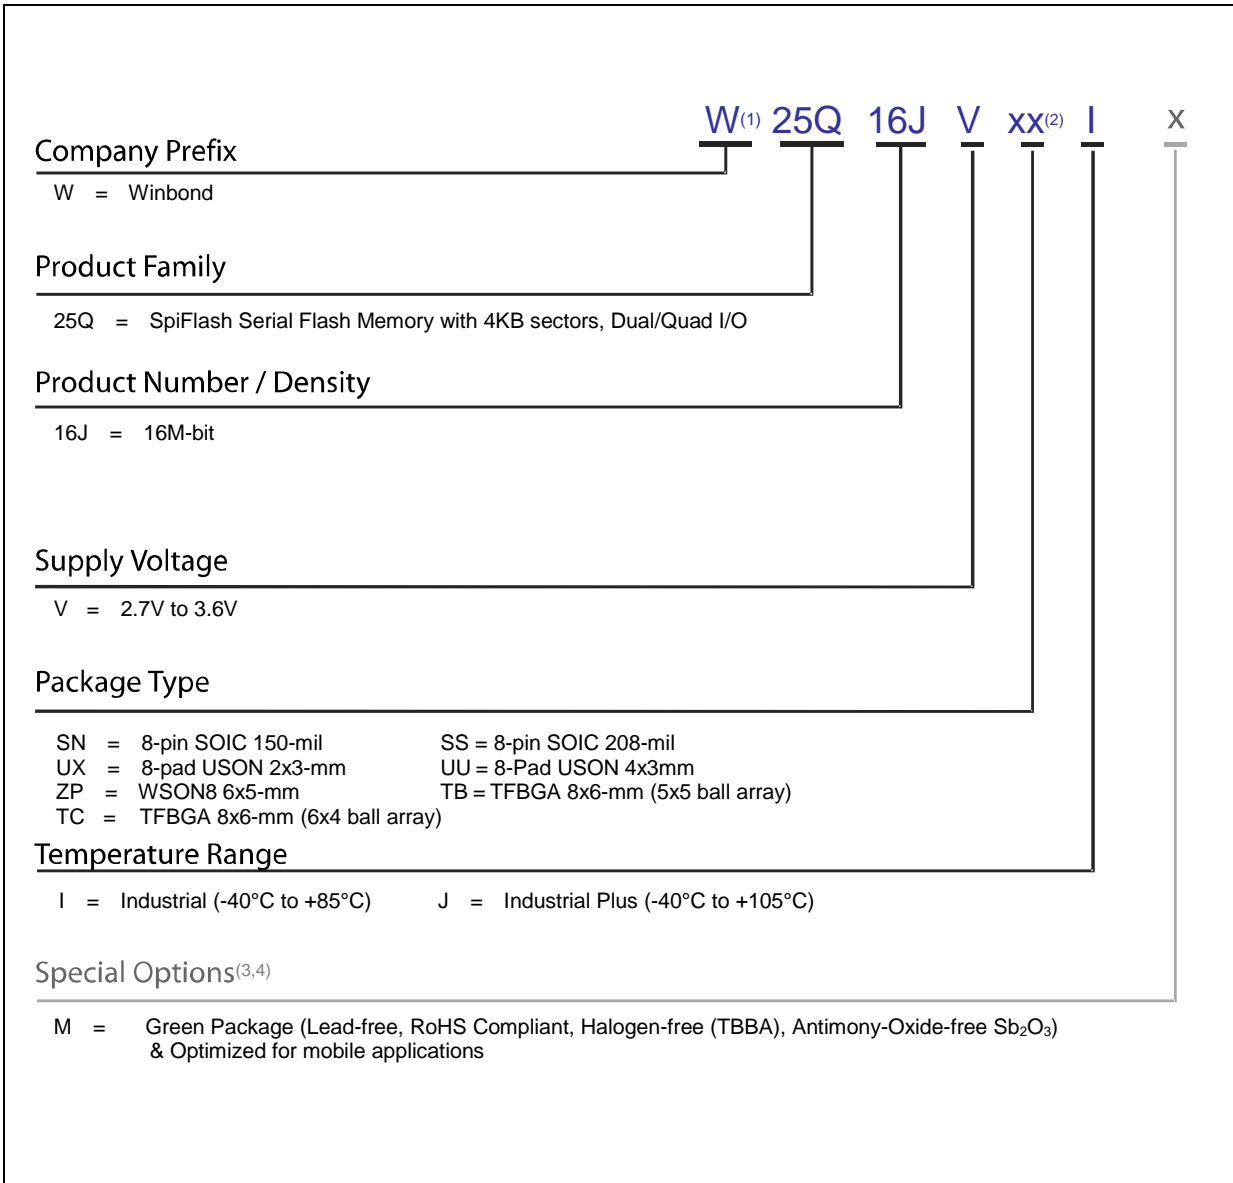 W(1) 25Q 16J V xx(2) I x
Company Prefix
W = Winbond
Product Family
25Q = SpiFlash Serial Flash Memory with 4KB sectors, Dual/Quad I/O
Product Number / Density
16J = 16M-bit
Supply Voltage
V = 2.7V to 3.6V
Package Type
SN = 8-pin SOIC 150-mil SS = 8-pin SOIC 208-mil
UX = 8-pad USON 2x3-mm UU = 8-Pad USON 4x3mm
ZP = WSON8 6x5-mm TB = TFBGA 8x6-mm (5x5 ball array)
TC = TFBGA 8x6-mm (6x4 ball array)
Temperature Range
I = Industrial (-40°C to +85°C) J = Industrial Plus (-40°C to +105°C)
Special Options(3,4)
M = Green Package (Lead-free, RoHS Compliant, Halogen-free (TBBA), Antimony-Oxide-free Sb₂O₃)
& Optimized for mobile applications